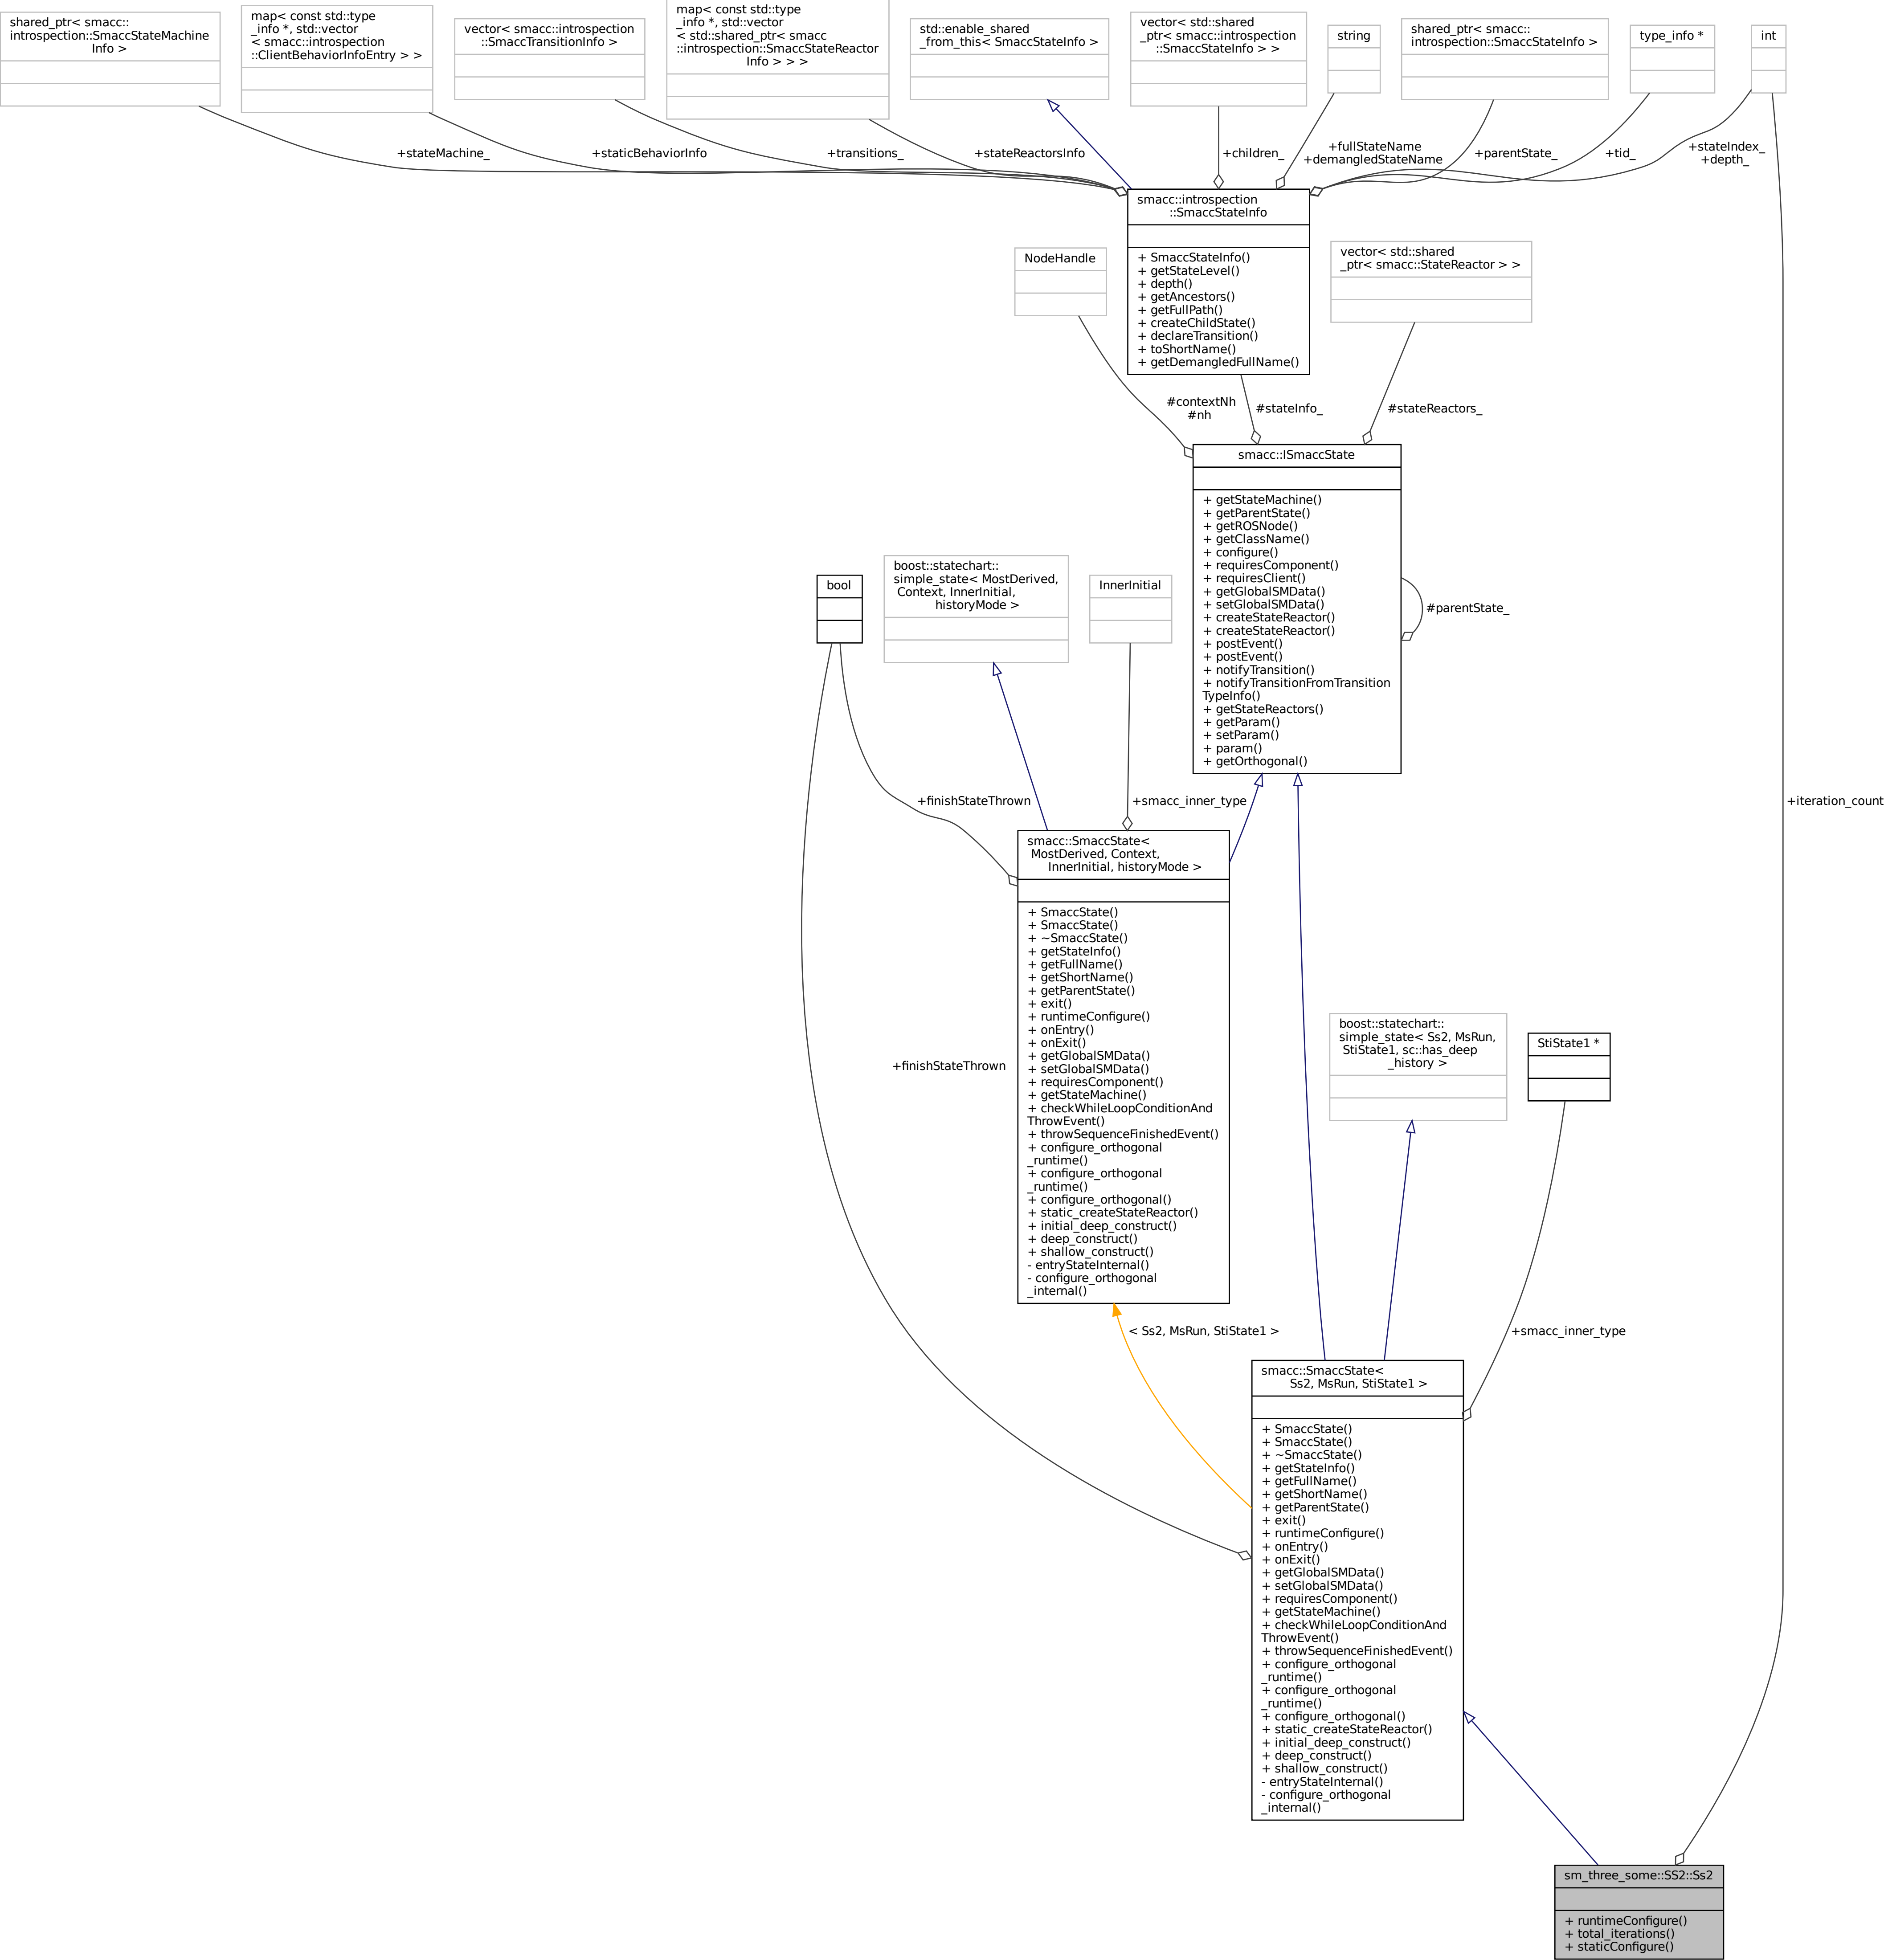 shared_ptr< smacc::
introspection::SmaccStateMachine
Info >
map< const std::type
_info *, std::vector
< smacc::introspection
::ClientBehaviorInfoEntry > >
vector< smacc::introspection
::SmaccTransitionInfo >
map< const std::type
_info *, std::vector
< std::shared_ptr< smacc
::introspection::SmaccStateReactor
Info > > >
std::enable_shared
_from_this< SmaccStateInfo >
vector< std::shared
_ptr< smacc::introspection
::SmaccStateInfo > >
string
shared_ptr< smacc::
introspection::SmaccStateInfo >
type_info *
int
+stateMachine_
+staticBehaviorInfo
+transitions_
+stateReactorsInfo
+children_
+fullStateName
+demangledStateName
+parentState_
+tid_
+stateIndex_
+depth_
smacc::introspection
::SmaccStateInfo
+ SmaccStateInfo()
+ getStateLevel()
+ depth()
+ getAncestors()
+ getFullPath()
+ createChildState()
+ declareTransition()
+ toShortName()
+ getDemangledFullName()
NodeHandle
vector< std::shared
_ptr< smacc::StateReactor > >
#contextNh
#nh
#stateInfo_
#stateReactors_
smacc::ISmaccState
+ getStateMachine()
+ getParentState()
+ getROSNode()
+ getClassName()
+ configure()
+ requiresComponent()
+ requiresClient()
+ getGlobalSMData()
+ setGlobalSMData()
+ createStateReactor()
+ createStateReactor()
+ postEvent()
+ postEvent()
+ notifyTransition()
+ notifyTransitionFromTransition
TypeInfo()
+ getStateReactors()
+ getParam()
+ setParam()
+ param()
+ getOrthogonal()
#parentState_
bool
boost::statechart::
simple_state< MostDerived,
Context, InnerInitial,
historyMode >
InnerInitial
+finishStateThrown
+smacc_inner_type
+iteration_count
smacc::SmaccState<
MostDerived, Context,
InnerInitial, historyMode >
+ SmaccState()
+ SmaccState()
+ ~SmaccState()
+ getStateInfo()
+ getFullName()
+ getShortName()
+ getParentState()
+ exit()
+ runtimeConfigure()
+ onEntry()
+ onExit()
+ getGlobalSMData()
+ setGlobalSMData()
+ requiresComponent()
+ getStateMachine()
+ checkWhileLoopConditionAnd
ThrowEvent()
+ throwSequenceFinishedEvent()
+ configure_orthogonal
_runtime()
+ configure_orthogonal
_runtime()
+ configure_orthogonal()
+ static_createStateReactor()
+ initial_deep_construct()
+ deep_construct()
+ shallow_construct()
- entryStateInternal()
- configure_orthogonal
_internal()
+finishStateThrown
boost::statechart::
simple_state< Ss2, MsRun,
StiState1, sc::has_deep
_history >
StiState1 *
< Ss2, MsRun, StiState1 >
+smacc_inner_type
smacc::SmaccState<
Ss2, MsRun, StiState1 >
+ SmaccState()
+ SmaccState()
+ ~SmaccState()
+ getStateInfo()
+ getFullName()
+ getShortName()
+ getParentState()
+ exit()
+ runtimeConfigure()
+ onEntry()
+ onExit()
+ getGlobalSMData()
+ setGlobalSMData()
+ requiresComponent()
+ getStateMachine()
+ checkWhileLoopConditionAnd
ThrowEvent()
+ throwSequenceFinishedEvent()
+ configure_orthogonal
_runtime()
+ configure_orthogonal
_runtime()
+ configure_orthogonal()
+ static_createStateReactor()
+ initial_deep_construct()
+ deep_construct()
+ shallow_construct()
- entryStateInternal()
- configure_orthogonal
_internal()
sm_three_some::SS2::Ss2
+ runtimeConfigure()
+ total_iterations()
+ staticConfigure()